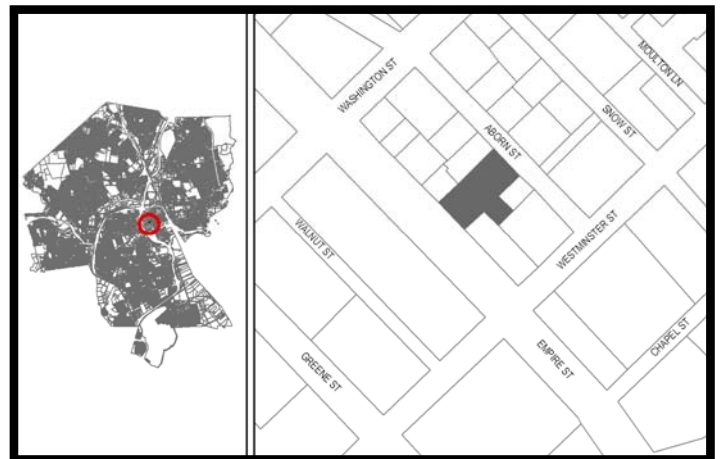 MOULTON LN
WASHINGTON ST
SNOW ST
ABORN ST
WESTMINSTER ST
WALNUT ST
CHAPEL ST
EMPIRE ST
GREENE ST